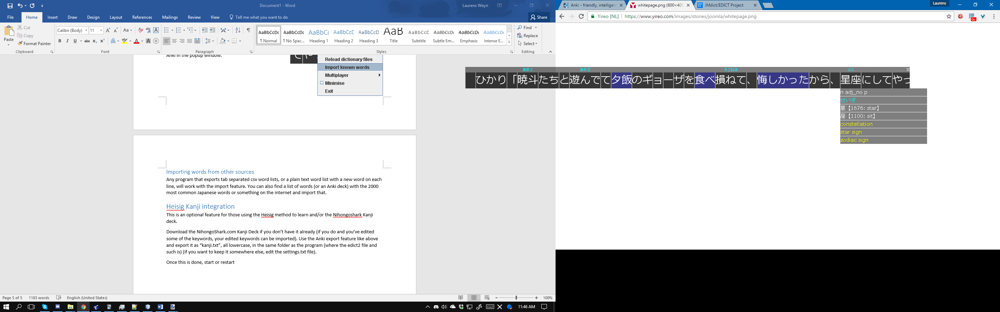 Document1 - Word
Laurens Weyn
File Home Insert Draw Design Layout References Mailings Review View Tell me what you want to do Share
Paste
Cut
Copy
Format Painter
Clipboard
Calibri (Body) 11
Font
Paragraph
AaBbCcDc ¶ Normal
AaBbCcDc ¶ No Spac...
AaBbC Heading 1
AaBbCcE Heading 2
AaBbCcD Heading 3
AaB Title
AaBbCcD Subtitle
AaBbCcDc Subtle Em...
AaBbCcDc Emphasis
AaBbCcDc Intense E...
Styles
Find
Replace
Select
Editing
Anki in the popup window.
Reload dictionary files
Import known words
Multiplayer
Minimise
Exit
Importing words from other sources
Any program that exports tab separated csv word lists, or a plain text word list with a new word on each
line, will work with the import feature. You can also find a list of words (or an Anki deck) with the 2000
most common Japanese words or something on the internet and import that.
Heisig Kanji integration
This is an optional feature for those using the Heisig method to learn and/or the Nihongoshark Kanji
deck.
Download the NihongoShark.com Kanji Deck if you don’t have it already (if you do and you’ve edited
some of the keywords, your edited keywords can be imported). Use the Anki export feature like above
and export it as “kanji.txt”, all lowercase, in the same folder as the program (where the edict2 file and
such is) (if you want to keep it somewhere else, edit the settings.txt file).
Once this is done, start or restart
Page 5 of 5 1183 words English (United States) 100%
11:46 AM
Anki - friendly, intelligen
whitepage.png (600×400
JMdict/EDICT Project
Laurens
Yireo [NL] https://www.yireo.com/images/stories/joomla/whitepage.png
On
あきと あそぶ そこねる 1/1
ひかり「暁斗たちと遊んでて夕飯のギョーザを食べ損ねて、悔しかったから、星座にしてやっ
n adj_no p
せいざ
星【1676: star】
座【1100: sit】
constellation
star sign
zodiac sign